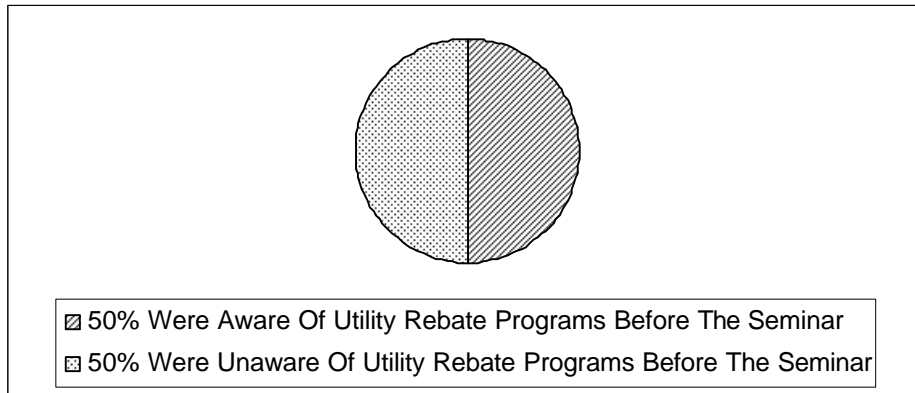 50% Were Aware Of Utility Rebate Programs Before The Seminar
50% Were Unaware Of Utility Rebate Programs Before The Seminar